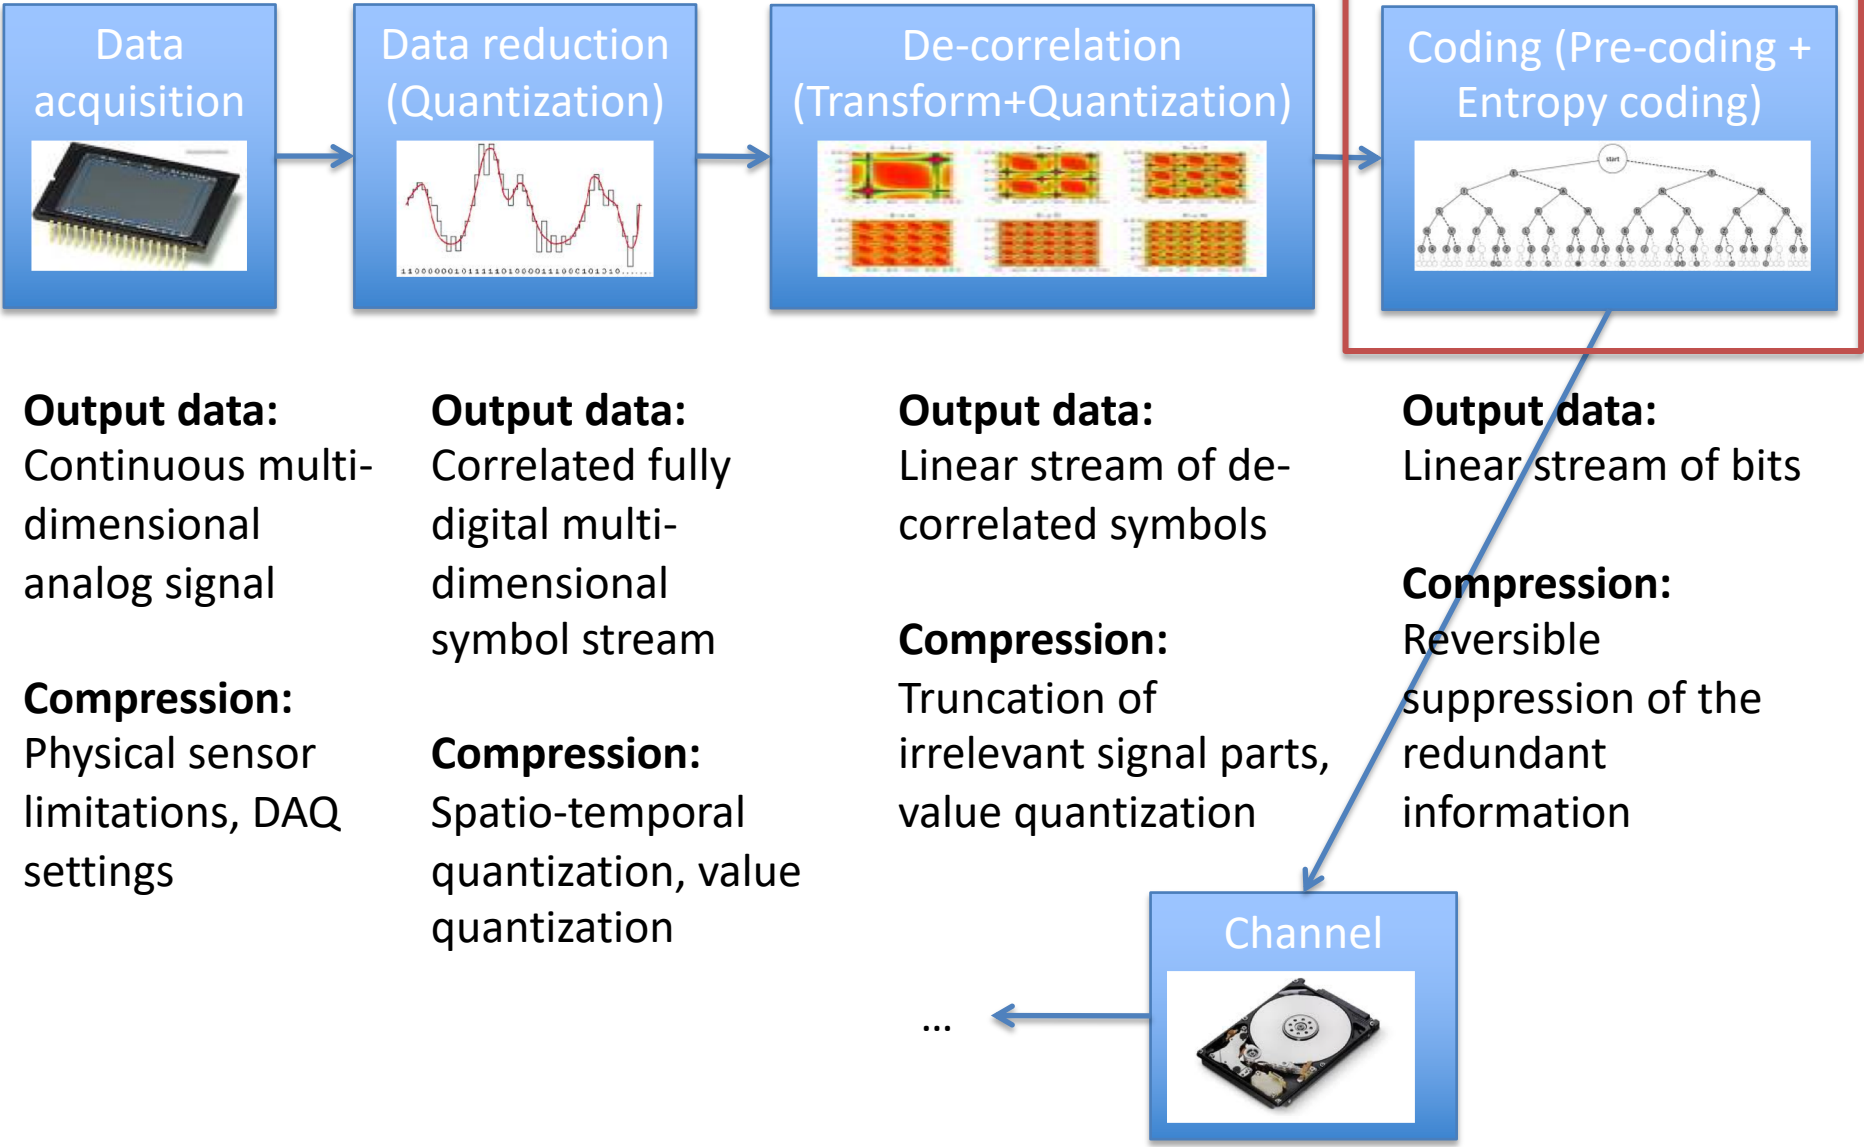 Data
acquisition
Data reduction
(Quantization)
De-correlation
(Transform+Quantization)
Coding (Pre-coding +
Entropy coding)
start
Output data:
Continuous multi-
dimensional
analog signal
Compression:
Physical sensor
limitations, DAQ
settings
Output data:
Correlated fully
digital multi-
dimensional
symbol stream
Compression:
Spatio-temporal
quantization, value
quantization
Output data:
Linear stream of de-
correlated symbols
Compression:
Truncation of
irrelevant signal parts,
value quantization
Output data:
Linear stream of bits
Compression:
Reversible
suppression of the
redundant
information
Channel
...